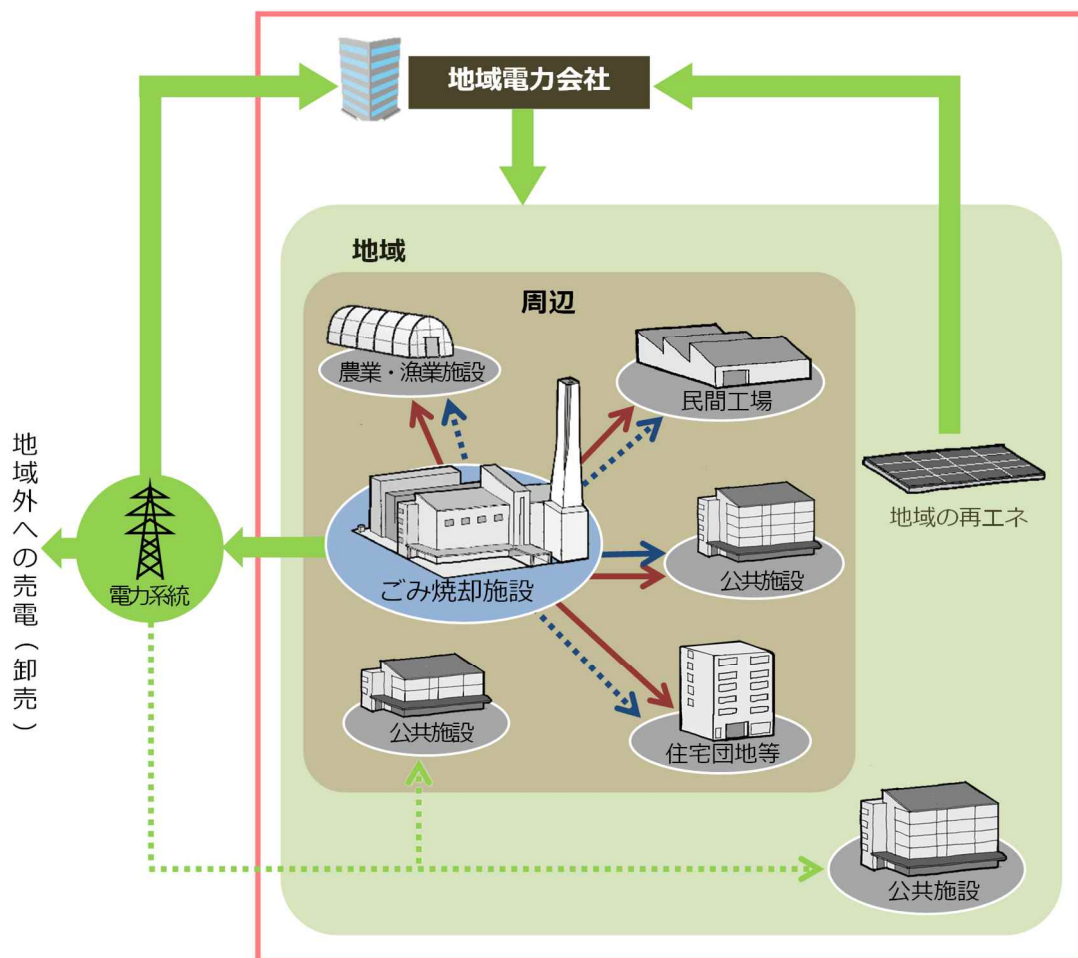 地域電力会社
地域
周辺
農業・漁業施設
民間工場
地域の再エネ
公共施設
ごみ焼却施設
電力系統
地域外への売電(卸売)
公共施設
住宅団地等
公共施設